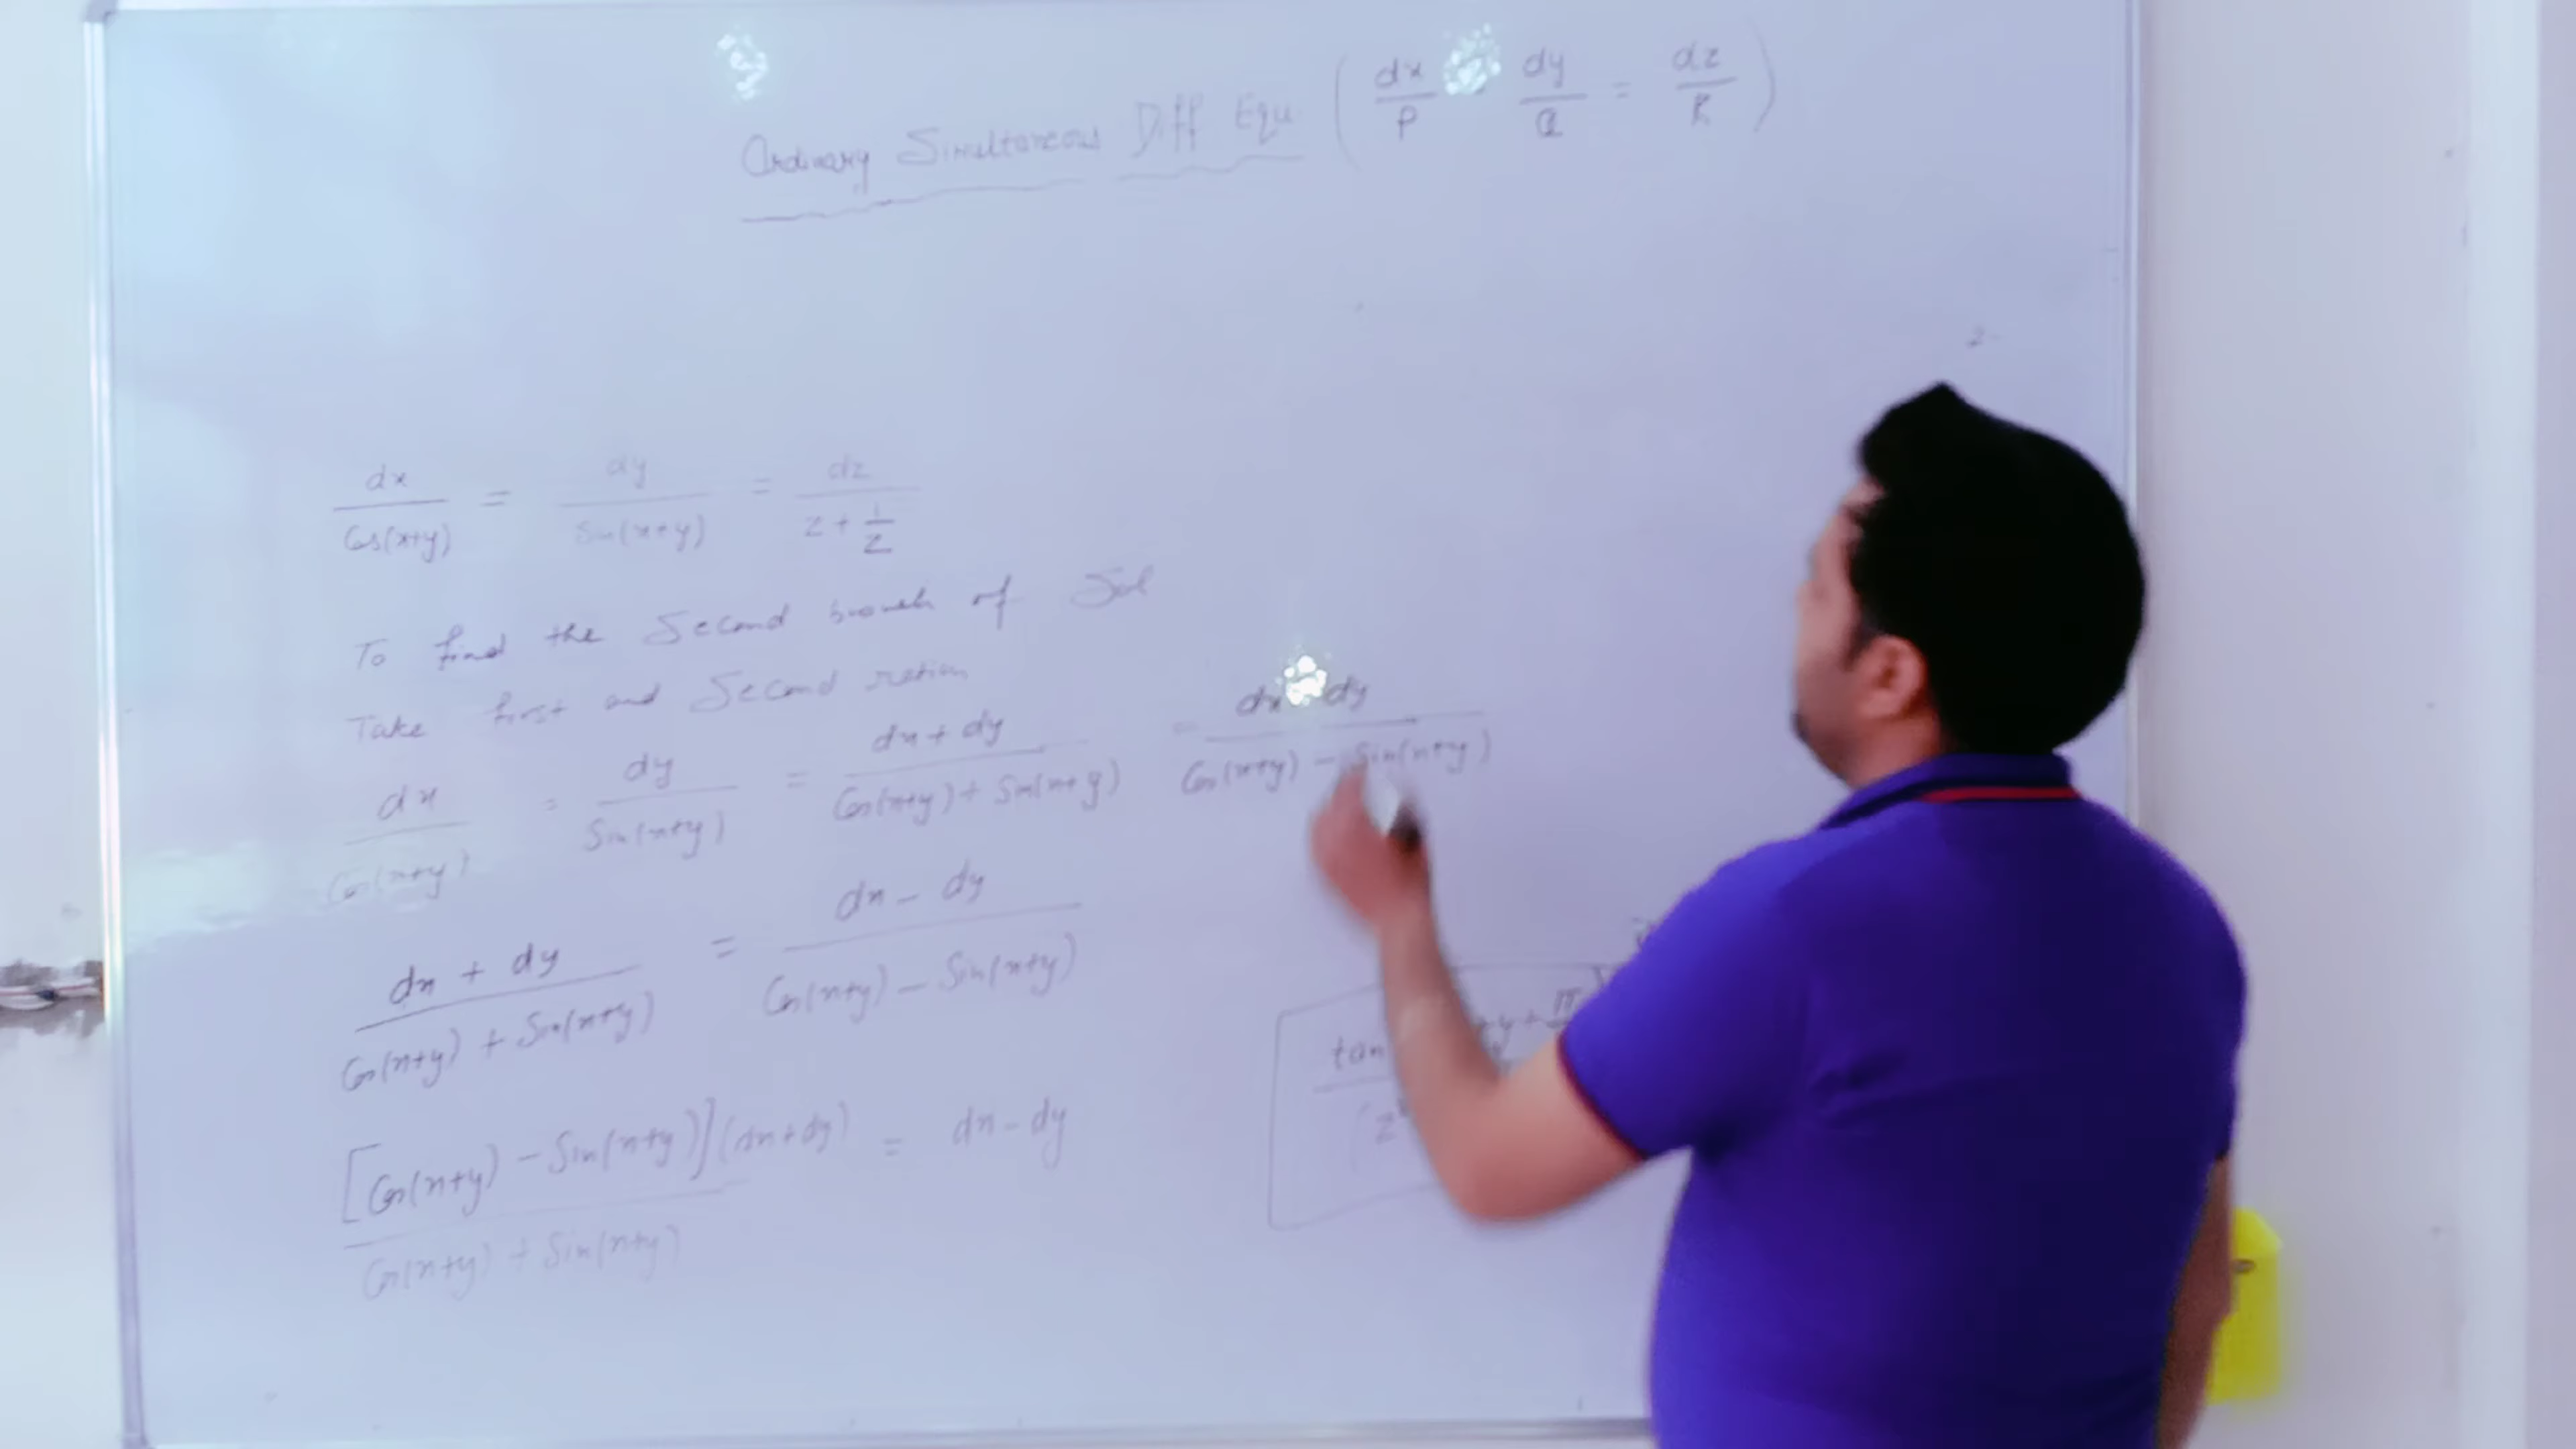 Ordinary Simultaneous Diff Equ ( dx/P = dy/Q = dz/R )
dx/Cos(x+y) = dy/Sin(x+y) = dz/(z + 1/z)
To find the Second branch of Sol
Take first and Second
dx/Cos(x+y) = dy/Sin(x+y) = (dx + dy)/(Cos(x+y) + Sin(x+y)) = (dx - dy)/(Cos(x+y) - Sin(x+y))
(dx + dy)/(Cos(x+y) + Sin(x+y)) = (dx - dy)/(Cos(x+y) - Sin(x+y))
[Cos(x+y) - Sin(x+y)](dx+dy)/(Cos(x+y) + Sin(x+y)) = dx - dy
tan